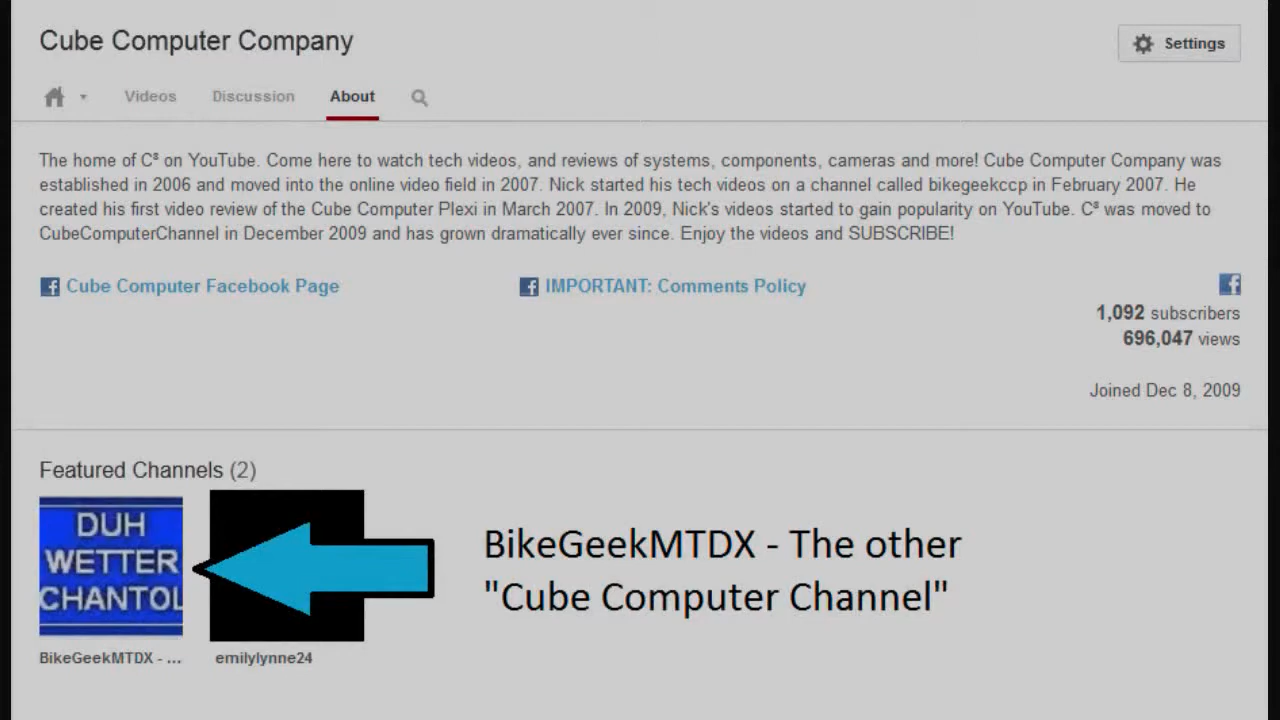 Cube Computer Company
Settings
Videos
Discussion
About
The home of C³ on YouTube. Come here to watch tech videos, and reviews of systems, components, cameras and more! Cube Computer Company was
established in 2006 and moved into the online video field in 2007. Nick started his tech videos on a channel called bikegeekccp in February 2007. He
created his first video review of the Cube Computer Plexi in March 2007. In 2009, Nick's videos started to gain popularity on YouTube. C³ was moved to
CubeComputerChannel in December 2009 and has grown dramatically ever since. Enjoy the videos and SUBSCRIBE!
Cube Computer Facebook Page
IMPORTANT: Comments Policy
1,092 subscribers
696,047 views
Joined Dec 8, 2009
Featured Channels (2)
DUH
WETTER
CHANTOL
BikeGeekMTDX - The other
"Cube Computer Channel"
BikeGeekMTDX - ...
emilylynne24